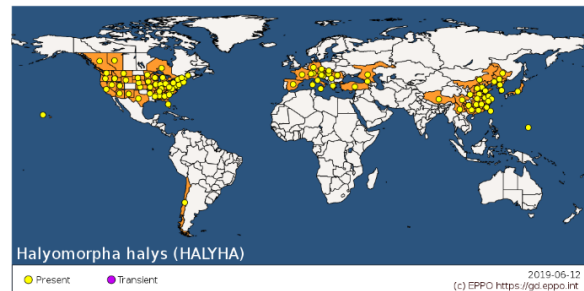 Halyomorpha halys (HALYHA)
Present
Transient
2019-06-12
(c) EPPO https://gd.eppo.int